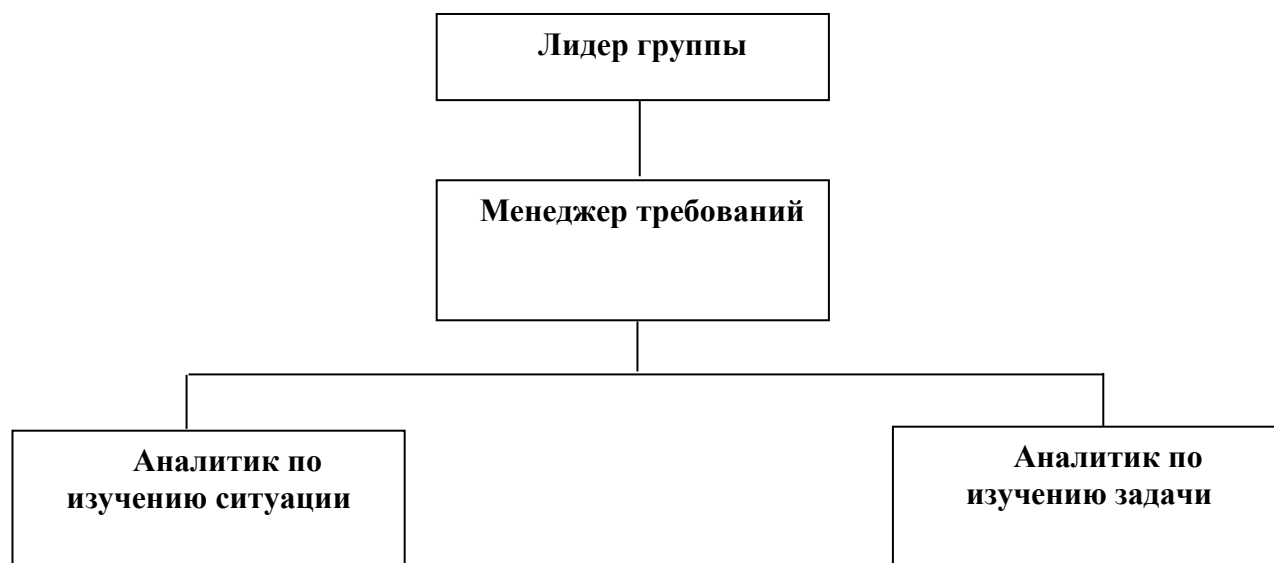 Лидер группы
Менеджер требований
Аналитик по
изучению ситуации
Аналитик по
изучению задачи